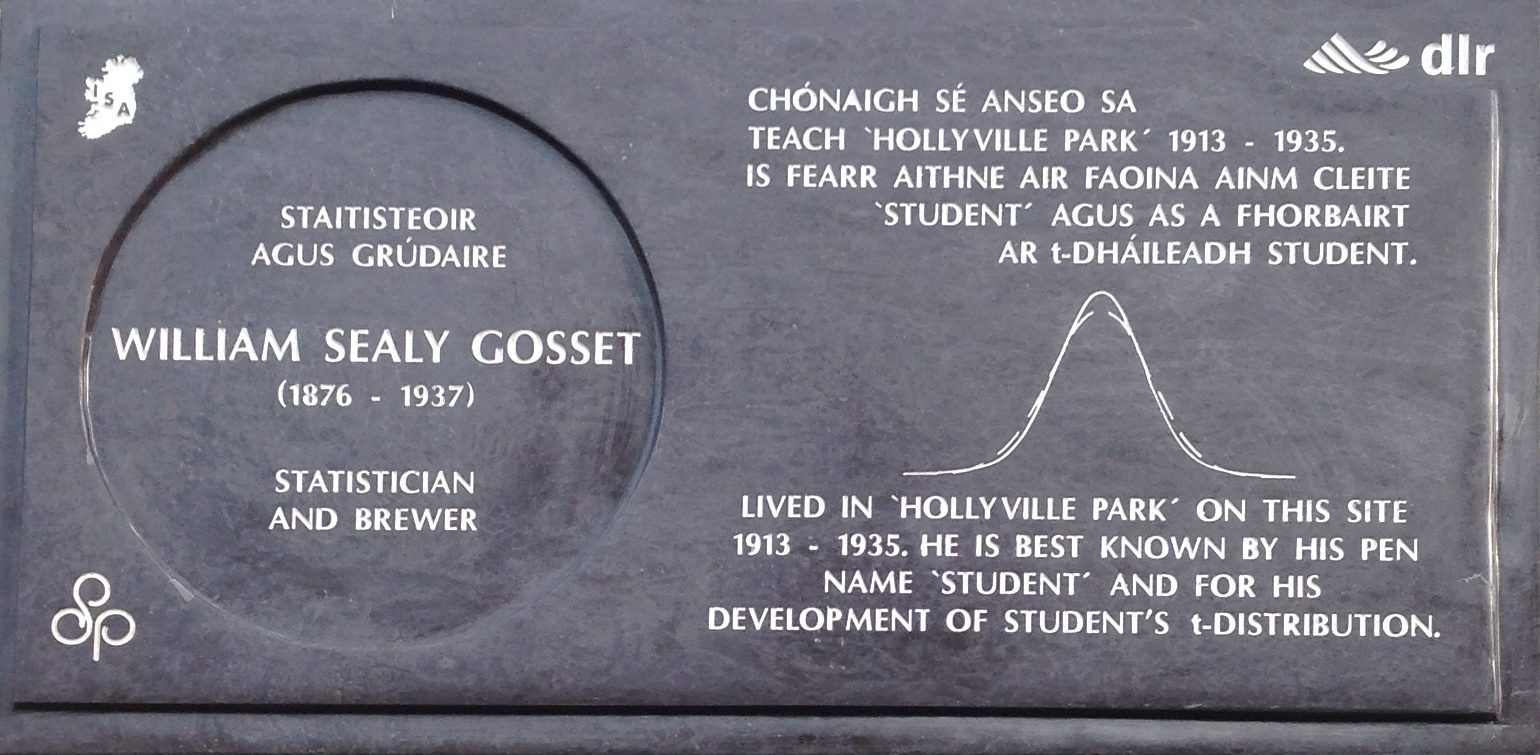 ISA
STAITISTEOIR
AGUS GRÚDAIRE
WILLIAM SEALY GOSSET
(1876 - 1937)
STATISTICIAN
AND BREWER
dlr
CHÓNAIGH SÉ ANSEO SA
TEACH `HOLLYVILLE PARK´ 1913 - 1935.
IS FEARR AITHNE AIR FAOINA AINM CLEITE
`STUDENT´ AGUS AS A FHORBAIRT
AR t-DHÁILEADH STUDENT.
LIVED IN `HOLLYVILLE PARK´ ON THIS SITE
1913 - 1935. HE IS BEST KNOWN BY HIS PEN
NAME `STUDENT´ AND FOR HIS
DEVELOPMENT OF STUDENT'S t-DISTRIBUTION.